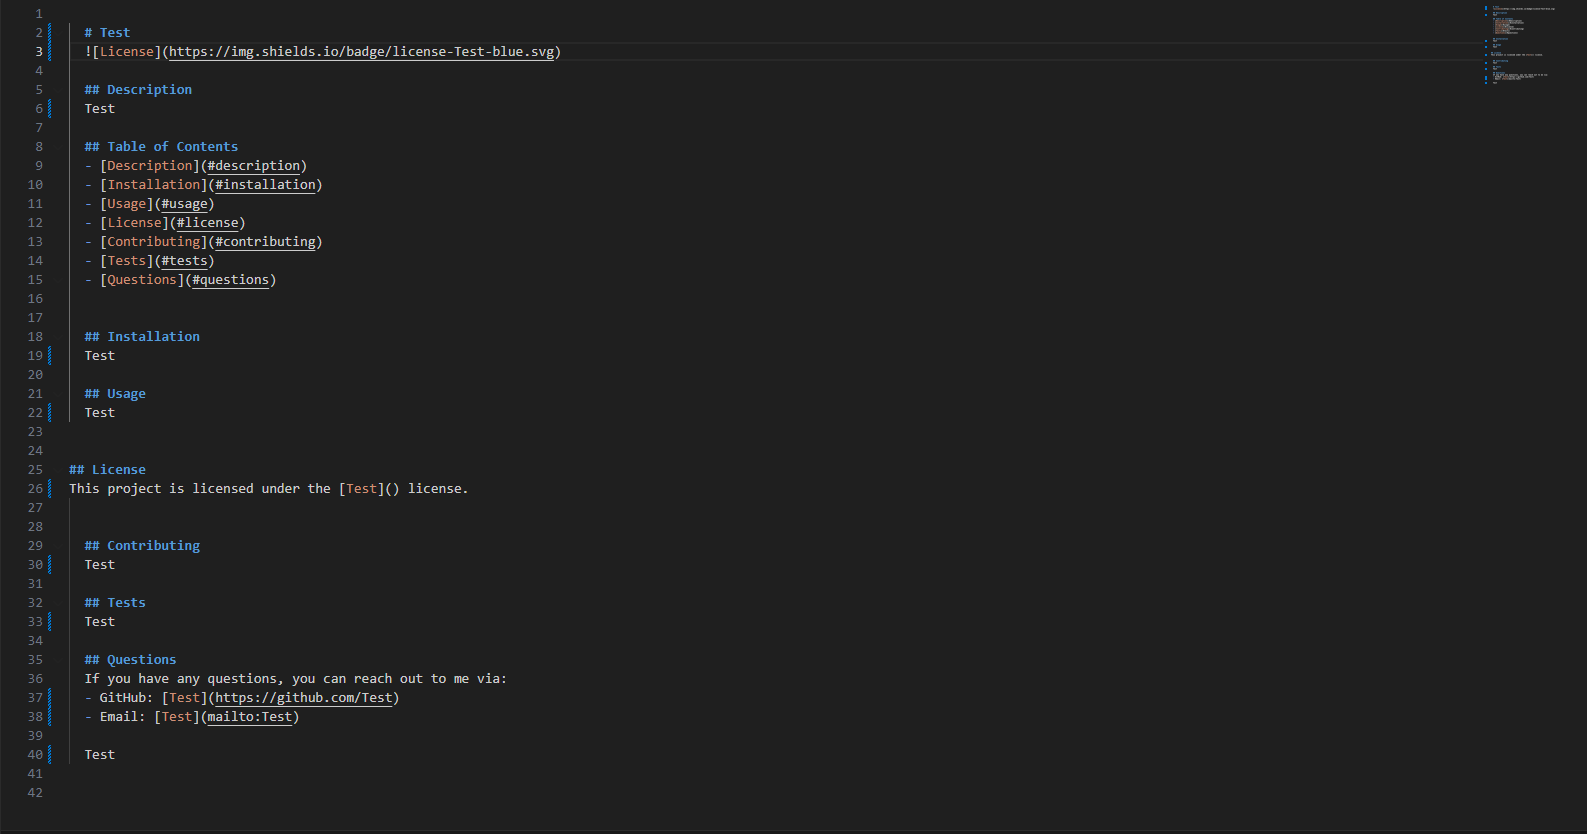 1
2 # Test
3 ![License](https://img.shields.io/badge/license-Test-blue.svg)
4
5 ## Description
6 Test
7
8 ## Table of Contents
9 - [Description](#description)
10 - [Installation](#installation)
11 - [Usage](#usage)
12 - [License](#license)
13 - [Contributing](#contributing)
14 - [Tests](#tests)
15 - [Questions](#questions)
16
17
18 ## Installation
19 Test
20
21 ## Usage
22 Test
23
24
25 ## License
26 This project is licensed under the [Test]() license.
27
28
29 ## Contributing
30 Test
31
32 ## Tests
33 Test
34
35 ## Questions
36 If you have any questions, you can reach out to me via:
37 - GitHub: [Test](https://github.com/Test)
38 - Email: [Test](mailto:Test)
39
40 Test
41
42